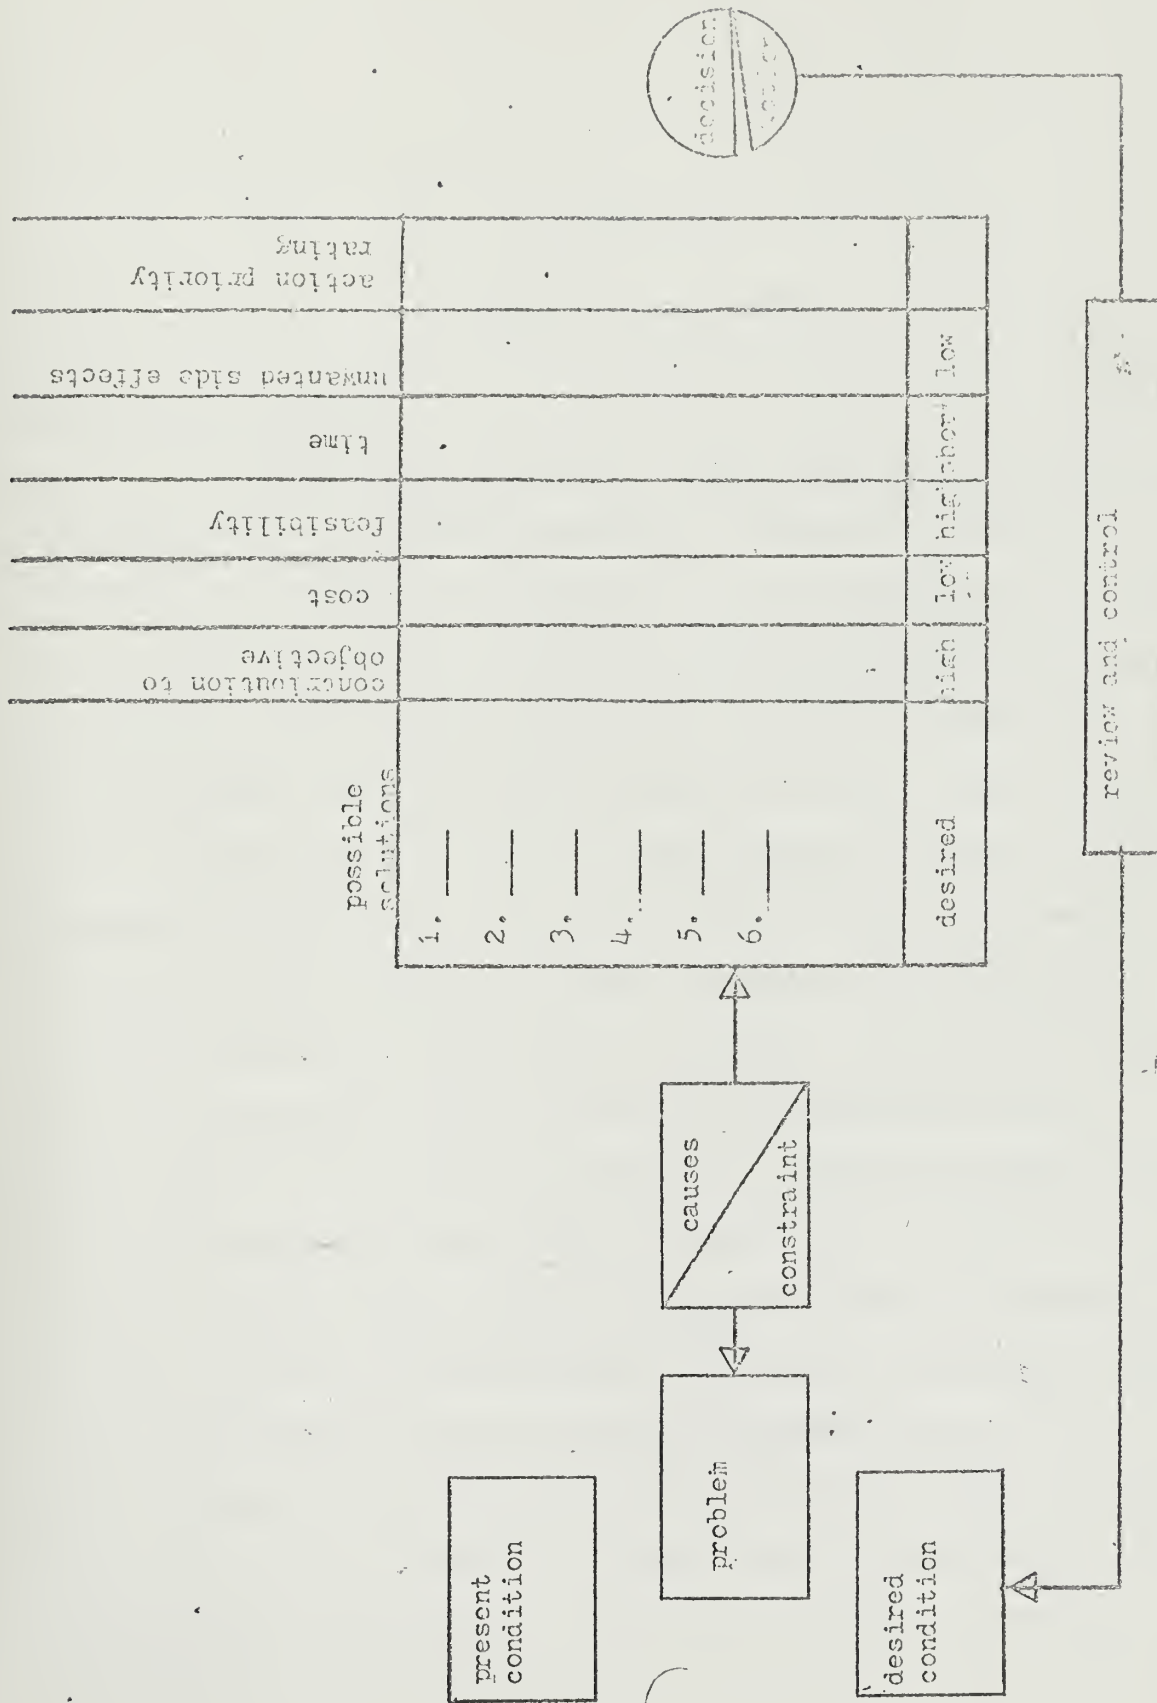 present
condition
problem
desired
condition
causes
constraint
possible
solutions
1.
2.
3.
4.
5.
6.
desired
contribution to
objective
cost
feasibility
time
unwanted side effects
action priority
rating
high
low
high
short
low
decision
review and control